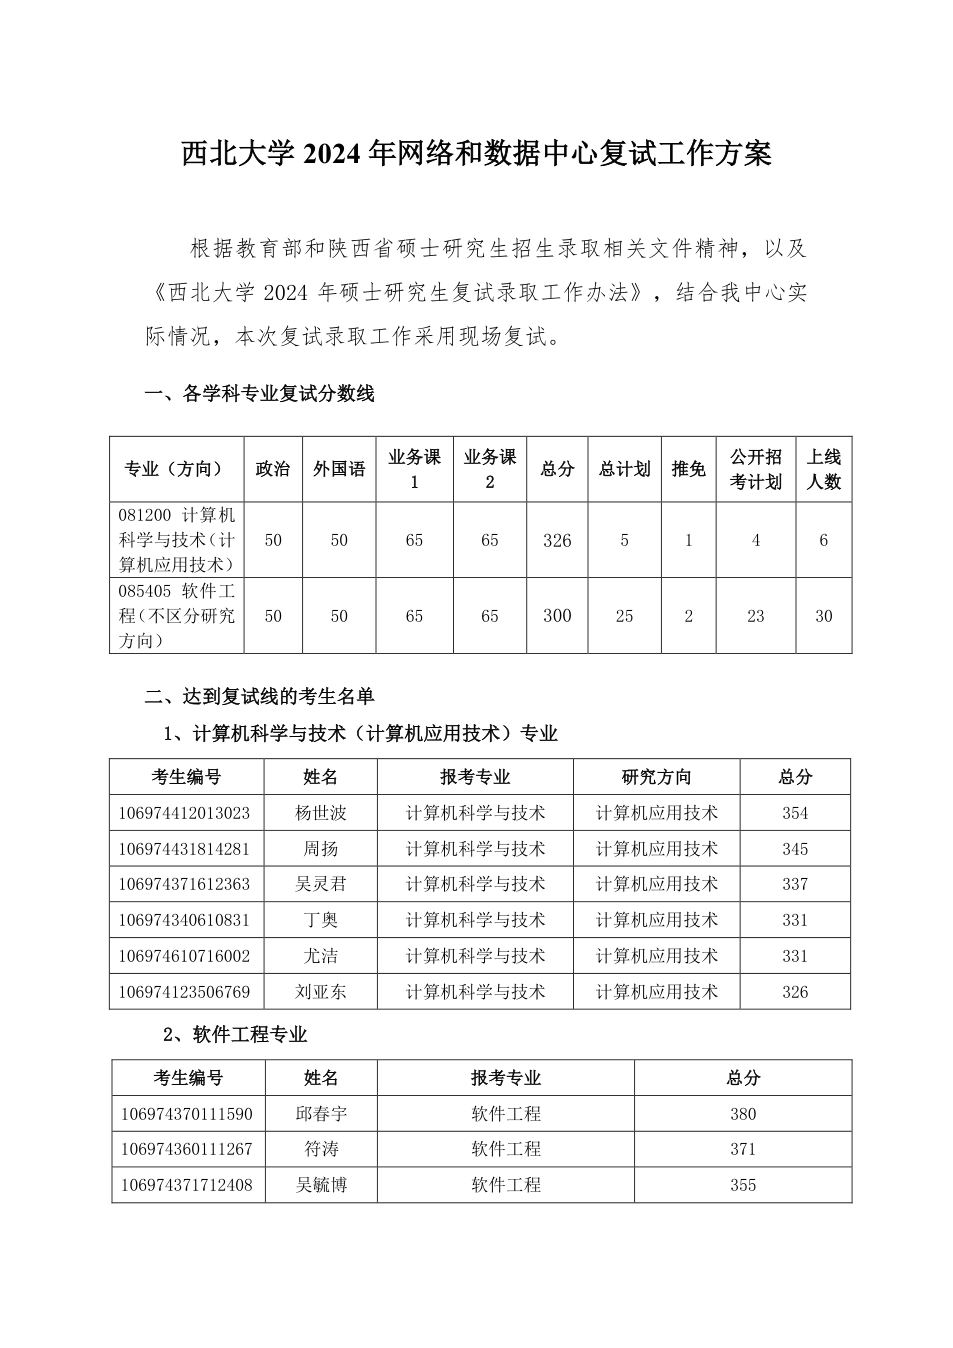 西北大学 2024 年网络和数据中心复试工作方案
根据教育部和陕西省硕士研究生招生录取相关文件精神，以及
《西北大学 2024 年硕士研究生复试录取工作办法》，结合我中心实
际情况，本次复试录取工作采用现场复试。
一、各学科专业复试分数线
专业（方向） 政治 外国语 业务课1 业务课2 总分 总计划 推免 公开招考计划 上线人数
081200 计算机科学与技术（计算机应用技术） 50 50 65 65 326 5 1 4 6
085405 软件工程（不区分研究方向） 50 50 65 65 300 25 2 23 30
二、达到复试线的考生名单
1、计算机科学与技术（计算机应用技术）专业
考生编号 姓名 报考专业 研究方向 总分
106974412013023 杨世波 计算机科学与技术 计算机应用技术 354
106974431814281 周扬 计算机科学与技术 计算机应用技术 345
106974371612363 吴灵君 计算机科学与技术 计算机应用技术 337
106974340610831 丁奥 计算机科学与技术 计算机应用技术 331
106974610716002 尤洁 计算机科学与技术 计算机应用技术 331
106974123506769 刘亚东 计算机科学与技术 计算机应用技术 326
2、软件工程专业
考生编号 姓名 报考专业 总分
106974370111590 邱春宇 软件工程 380
106974360111267 符涛 软件工程 371
106974371712408 吴毓博 软件工程 355